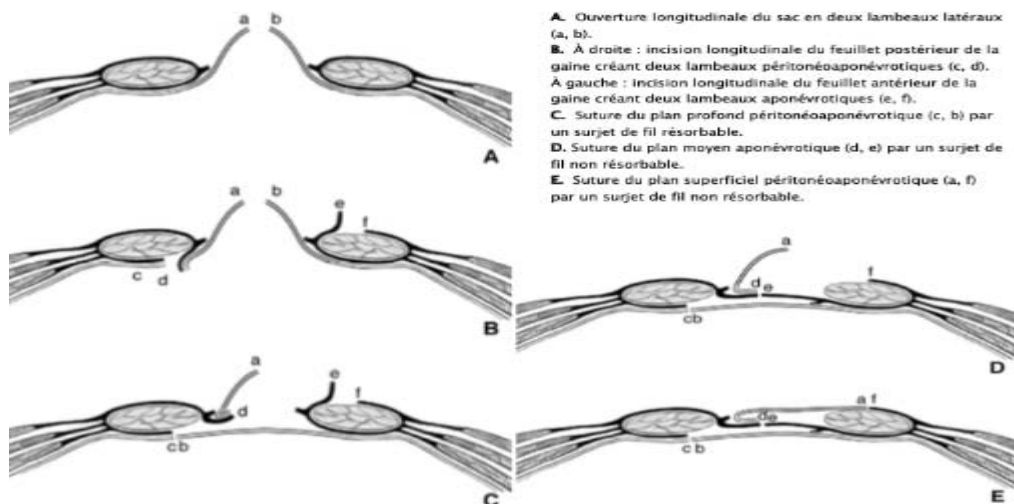 A. Ouverture longitudinale du sac en deux lambeaux latéraux
(a, b).
B. À droite : incision longitudinale du feuillet postérieur de la
gaine créant deux lambeaux péritonéoaponévrotiques (c, d).
À gauche : incision longitudinale du feuillet antérieur de la
gaine créant deux lambeaux aponévrotiques (e, f).
C. Suture du plan profond péritonéoaponévrotique (c, b) par
un surjet de fil résorbable.
D. Suture du plan moyen aponévrotique (d, e) par un surjet de
fil non résorbable.
E. Suture du plan superficiel péritonéoaponévrotique (a, f)
par un surjet de fil non résorbable.
a b
A
a b
e
f
c
d
B
a
e
f
d
cb
C
a
f
d e
cb
D
a f
de
cb
E